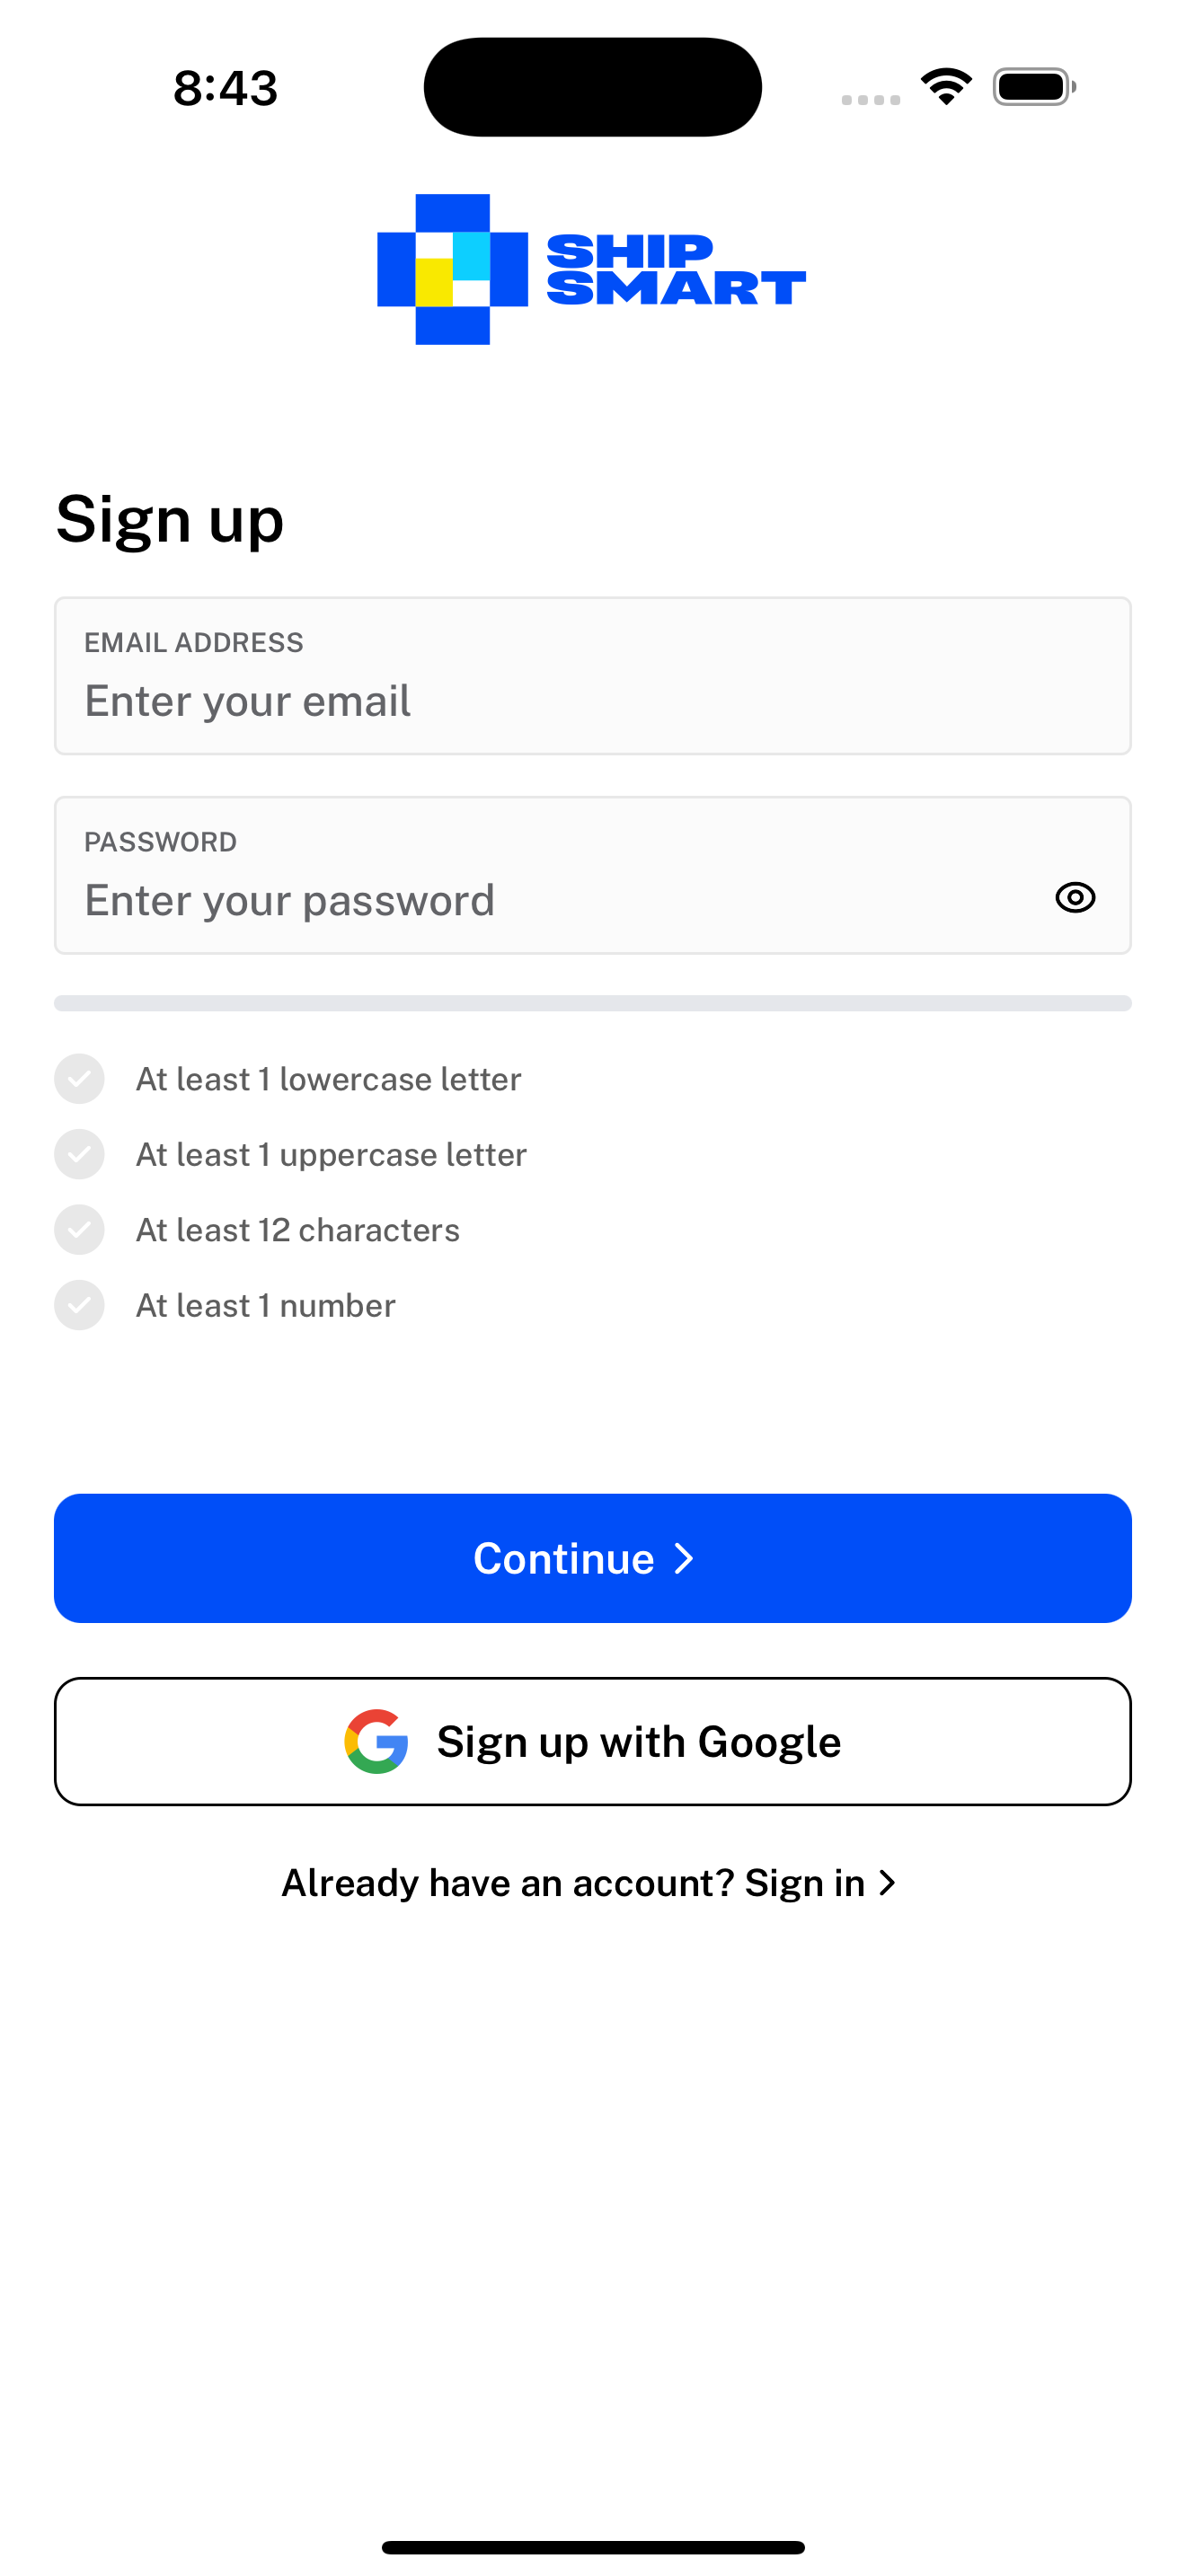 8:43
SHIP
SMART
Sign up
EMAIL ADDRESS
Enter your email
PASSWORD
Enter your password
At least 1 lowercase letter
At least 1 uppercase letter
At least 12 characters
At least 1 number
Continue
Sign up with Google
Already have an account? Sign in